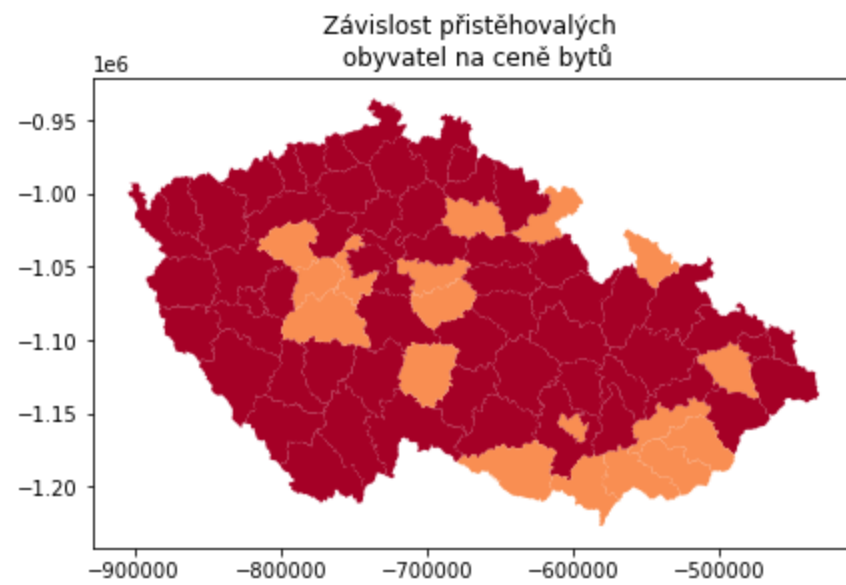 Závislost přistěhovalých
obyvatel na ceně bytů
1e6
−0.95
−1.00
−1.05
−1.10
−1.15
−1.20
−900000 −800000 −700000 −600000 −500000